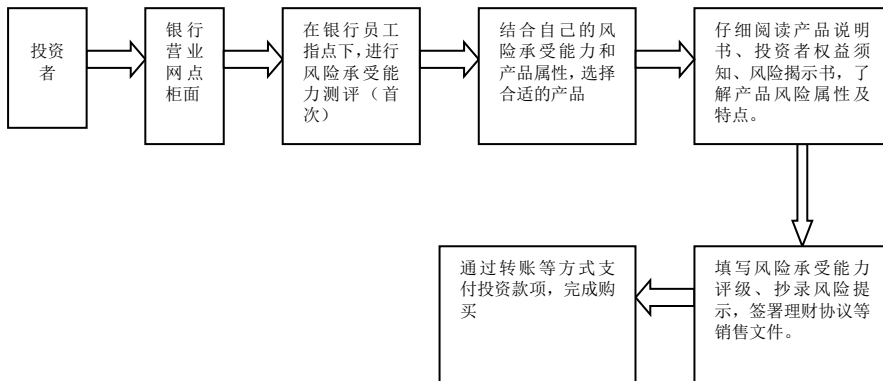 投资
者
银行
营业
网点
柜面
在银行员工
指点下，进行
风险承受能
力测评（首
次）
结合自己的风
险承受能力和
产品属性，选择
合适的产品
仔细阅读产品说明
书、投资者权益须
知、风险揭示书，了
解产品风险属性及
特点。
填写风险承受能力
评级、抄录风险提
示，签署理财协议等
销售文件。
通过转账等方式支
付投资款项，完成购
买